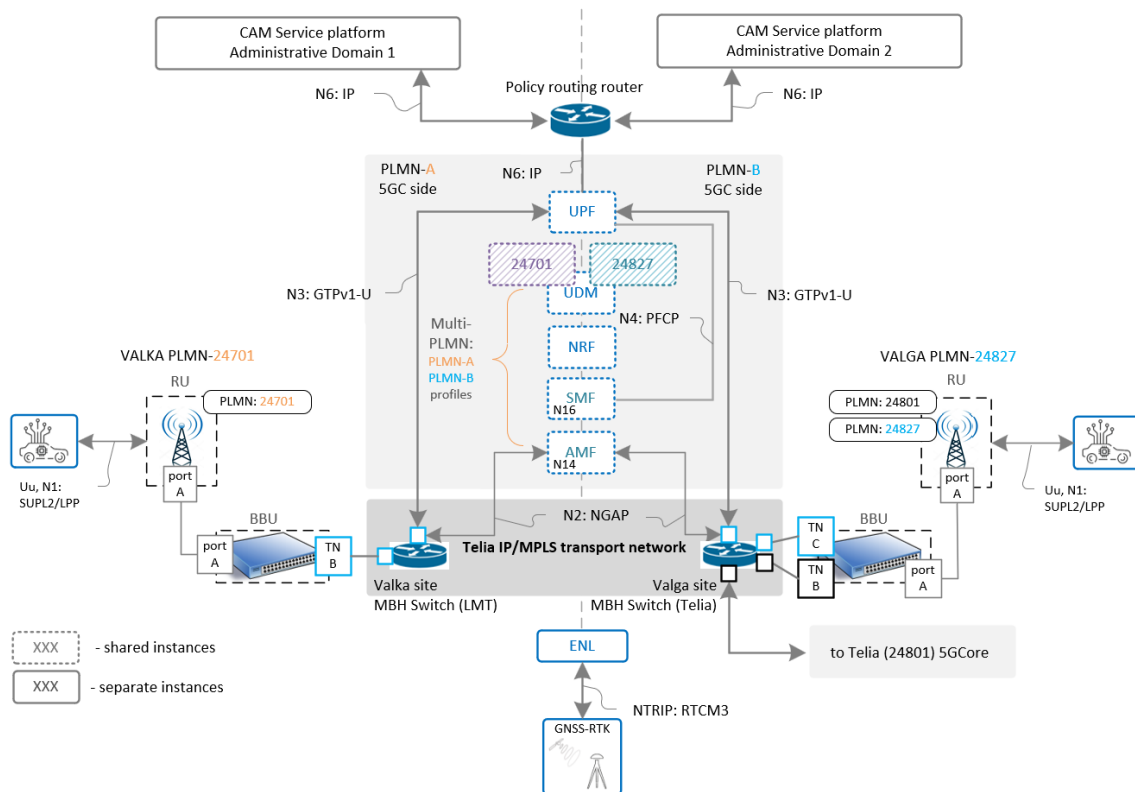 CAM Service platform
Administrative Domain 1
CAM Service platform
Administrative Domain 2
Policy routing router
N6: IP
N6: IP
PLMN-A
5GC side
N6: IP
PLMN-B
5GC side
UPF
24701
24827
UDM
N3: GTPv1-U
N3: GTPv1-U
N4: PFCP
Multi-
PLMN:
PLMN-A
PLMN-B
profiles
NRF
SMF
N16
AMF
N14
VALKA PLMN-24701
RU
PLMN: 24701
VALGA PLMN-24827
RU
PLMN: 24801
PLMN: 24827
port
A
port
A
Uu, N1:
SUPL2/LPP
Uu, N1:
SUPL2/LPP
BBU
port
A
TN
B
N2: NGAP
Telia IP/MPLS transport network
TN
C
TN
B
BBU
port
A
Valka site
MBH Switch (LMT)
Valga site
MBH Switch (Telia)
XXX - shared instances
XXX - separate instances
ENL
to Telia (24801) 5GCore
NTRIP: RTCM3
GNSS-RTK